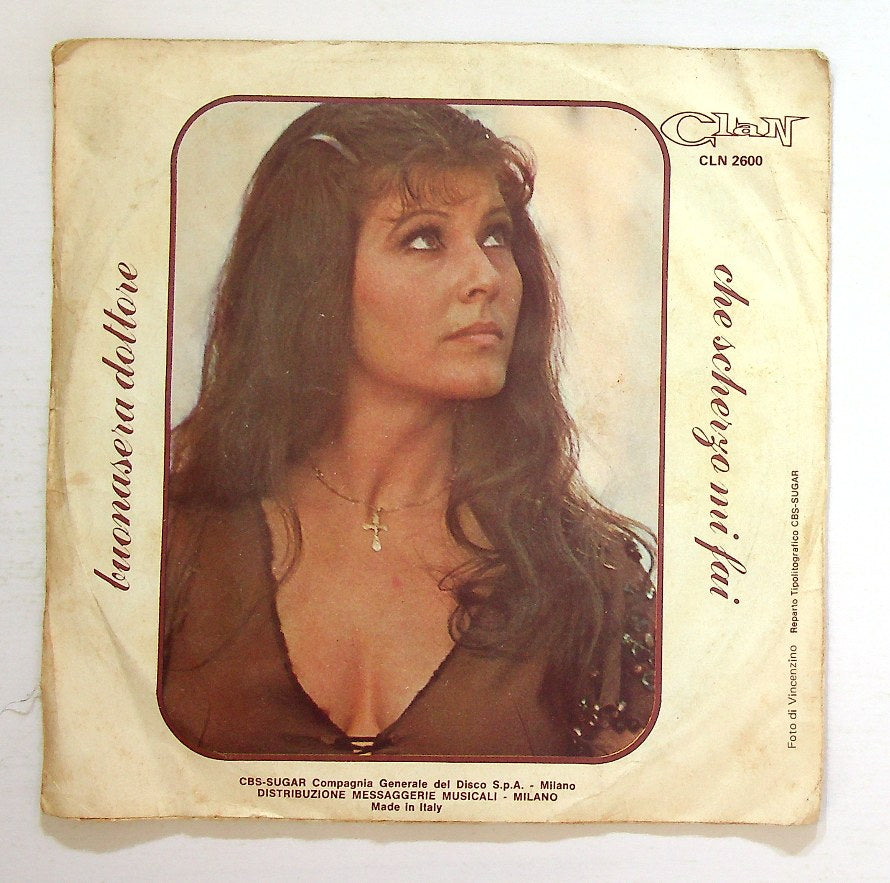 Clan
CLN 2600
buonasera dottore
che scherzo mi fai
Foto di Vincenzino Reparto Tipolitografico CBS-SUGAR
CBS-SUGAR Compagnia Generale del Disco S.p.A. - Milano
DISTRIBUZIONE MESSAGGERIE MUSICALI - MILANO
Made in Italy